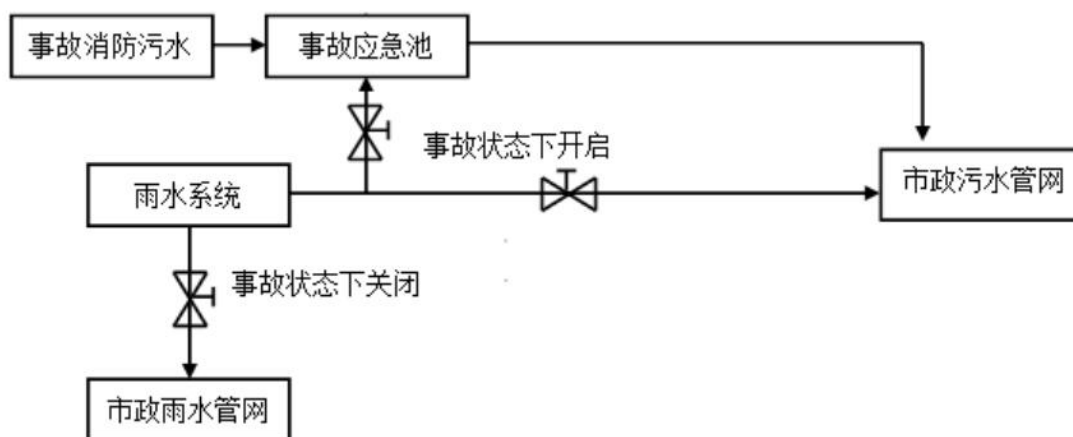 事故消防污水
事故应急池
事故状态下开启
市政污水管网
雨水系统
事故状态下关闭
市政雨水管网